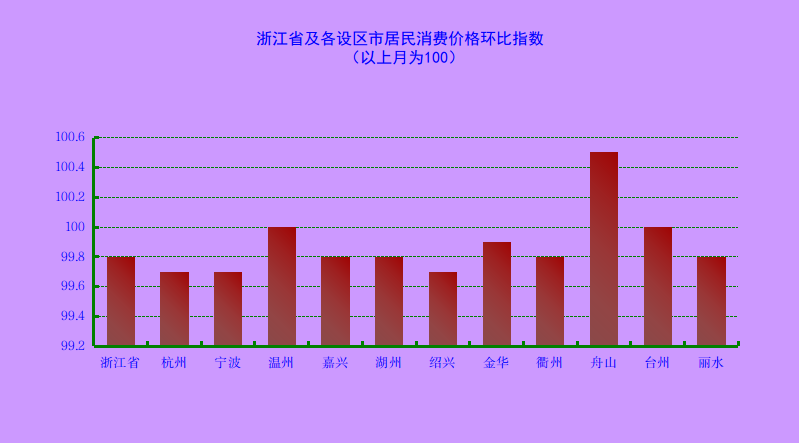 浙江省及各设区市居民消费价格环比指数
（以上月为100）
100.6
100.4
100.2
100
99.8
99.6
99.4
99.2
浙江省 杭州 宁波 温州 嘉兴 湖州 绍兴 金华 衢州 舟山 台州 丽水